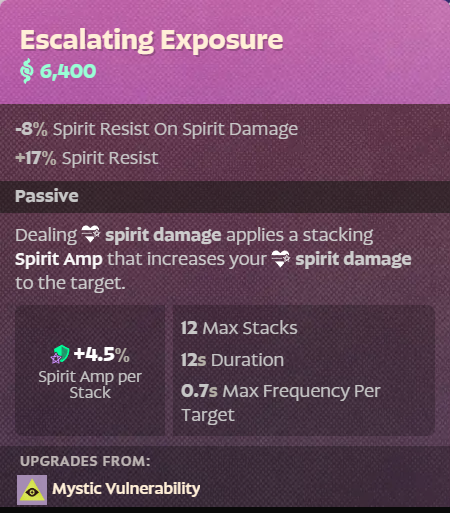 Escalating Exposure
6,400
-8% Spirit Resist On Spirit Damage
+17% Spirit Resist
Passive
Dealing spirit damage applies a stacking
Spirit Amp that increases your spirit damage
to the target.
+4.5%
Spirit Amp per
Stack
12 Max Stacks
12s Duration
0.7s Max Frequency Per
Target
UPGRADES FROM:
Mystic Vulnerability